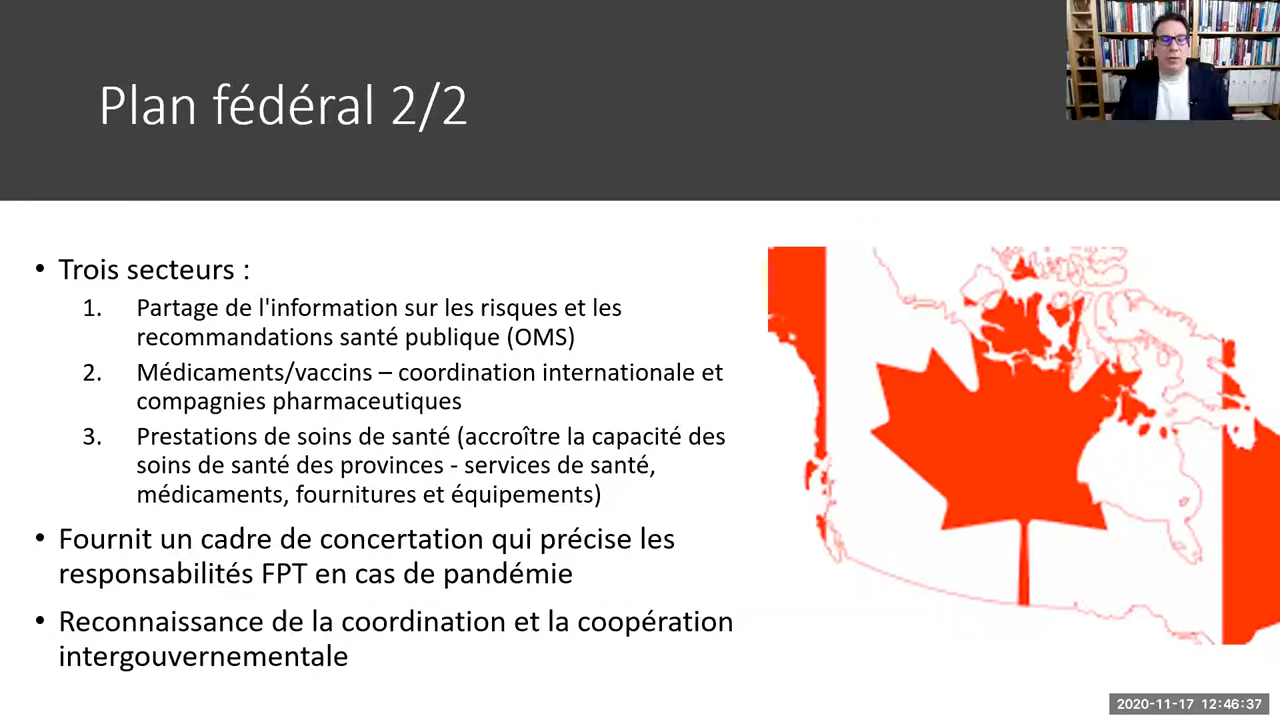 Plan fédéral 2/2
• Trois secteurs :
1. Partage de l'information sur les risques et les
recommandations santé publique (OMS)
2. Médicaments/vaccins – coordination internationale et
compagnies pharmaceutiques
3. Prestations de soins de santé (accroître la capacité des
soins de santé des provinces - services de santé,
médicaments, fournitures et équipements)
• Fournit un cadre de concertation qui précise les
responsabilités FPT en cas de pandémie
• Reconnaissance de la coordination et la coopération
intergouvernementale
2020-11-17 12:46:37